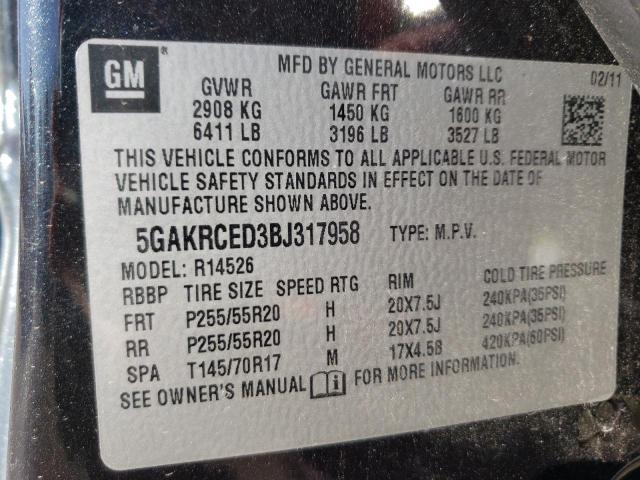 GM
MFD BY GENERAL MOTORS LLC 02/11
GVWR GAWR FRT GAWR RR
2908 KG 1450 KG 1600 KG
6411 LB 3196 LB 3527 LB
THIS VEHICLE CONFORMS TO ALL APPLICABLE U.S. FEDERAL MOTOR
VEHICLE SAFETY STANDARDS IN EFFECT ON THE DATE OF
MANUFACTURE SHOWN ABOVE.
5GAKRCED3BJ317958 TYPE: M.P.V.
MODEL: R14526
RBBP TIRE SIZE SPEED RTG RIM COLD TIRE PRESSURE
FRT P255/55R20 H 20X7.5J 240KPA(35PSI)
RR P255/55R20 H 20X7.5J 240KPA(35PSI)
SPA T145/70R17 M 17X4.5B 420KPA(60PSI)
SEE OWNER'S MANUAL FOR MORE INFORMATION.